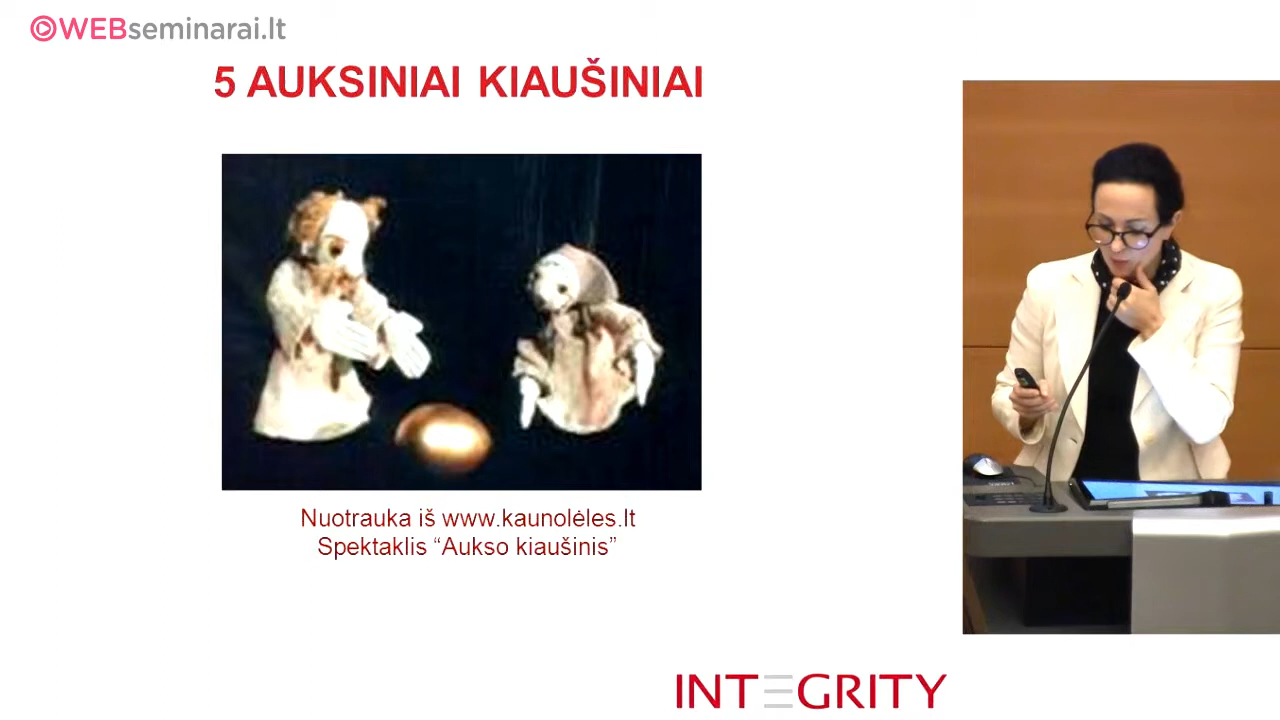 WEBseminarai.lt
5 AUKSINIAI KIAUŠINIAI
Nuotrauka iš www.kaunolėles.lt
Spektaklis “Aukso kiaušinis”
INTEGRITY